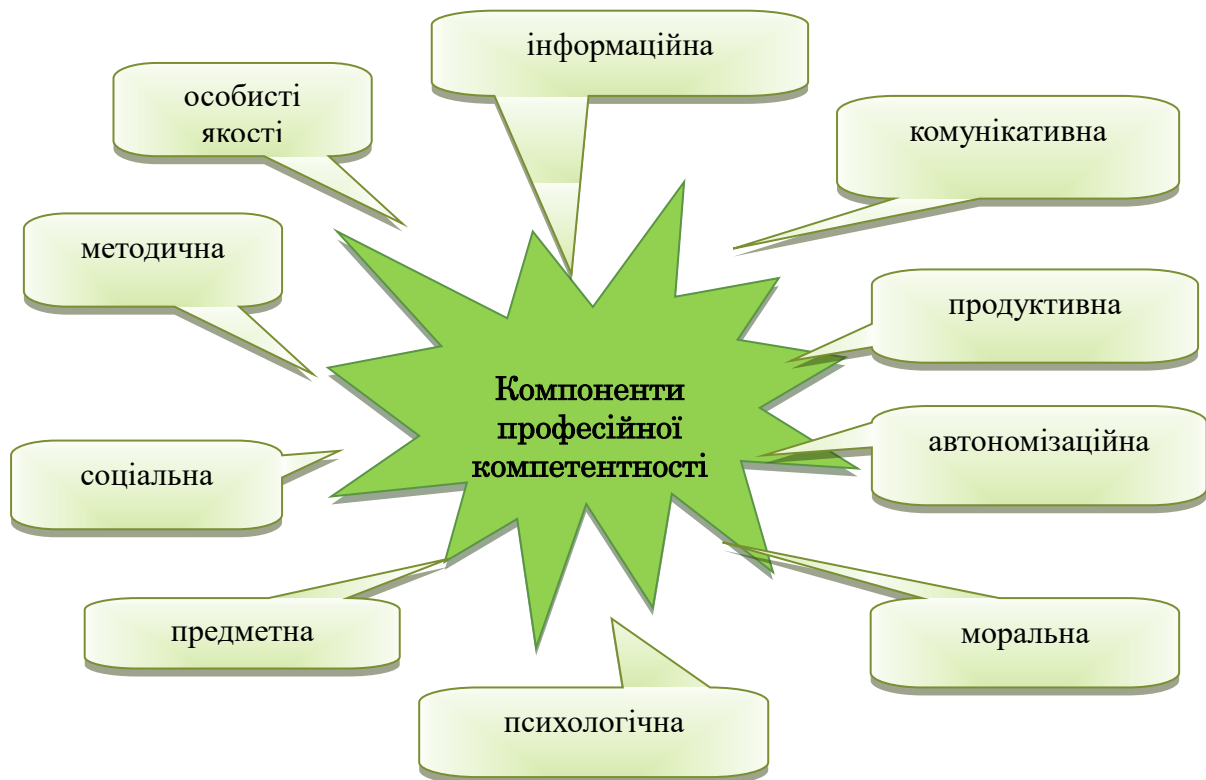 інформаційна
особисті
якості
комунікативна
методична
продуктивна
Компоненти
професійної
компетентності
автономізаційна
соціальна
предметна
моральна
психологічна